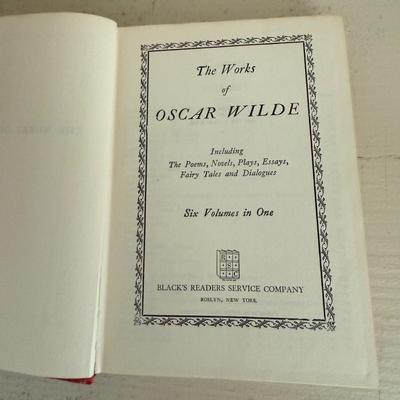 The Works
of
OSCAR WILDE
Including
The Poems, Novels, Plays, Essays,
Fairy Tales and Dialogues
Six Volumes in One
B
R S
C
BLACK'S READERS SERVICE COMPANY
ROSLYN, NEW YORK